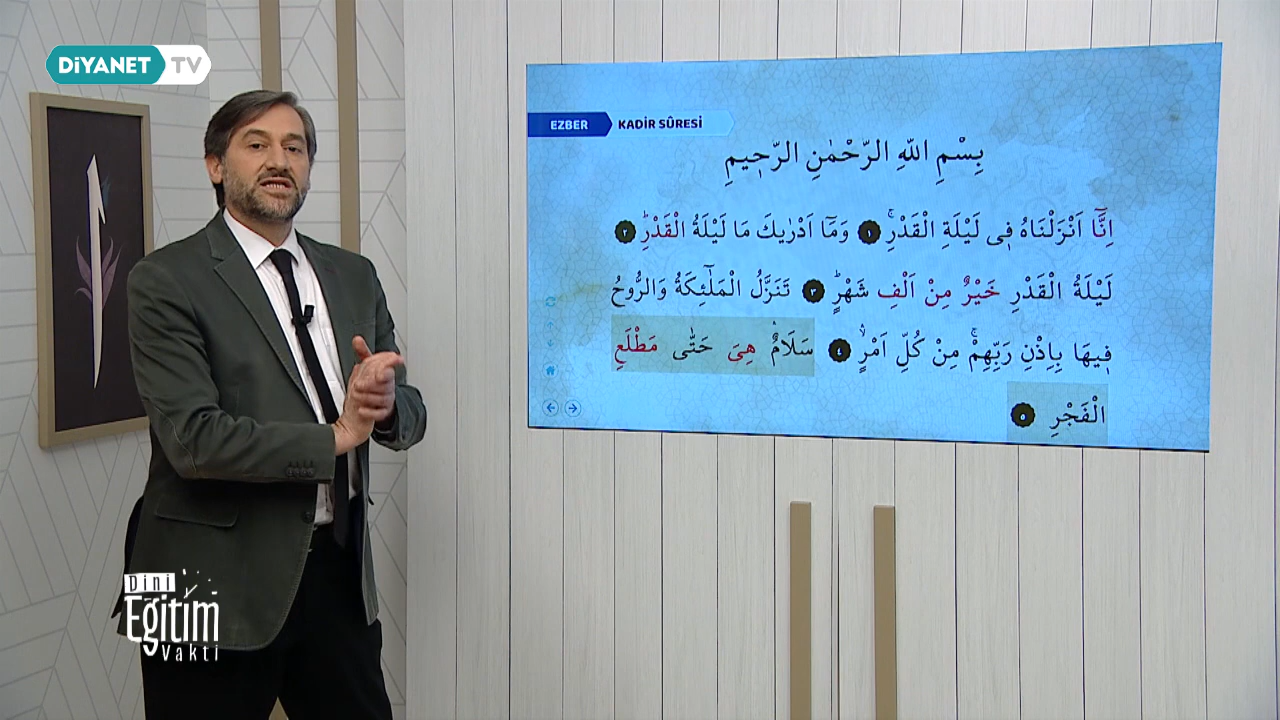 DİYANET TV
EZBER KADİR SÛRESİ
بِسْمِ اللّٰهِ الرَّحْمٰنِ الرَّح۪يمِ
اِنَّٓا اَنْزَلْنَاهُ ف۪ي لَيْلَةِ الْقَدْرِۚ ﴿١﴾ وَمَٓا اَدْرٰيكَ مَا لَيْلَةُ الْقَدْرِۜ ﴿٢﴾
لَيْلَةُ الْقَدْرِ خَيْرٌ مِنْ اَلْفِ شَهْرٍۜ ﴿٣﴾ تَنَزَّلُ الْمَلٰٓئِكَةُ وَالرُّوحُ
ف۪يهَا بِاِذْنِ رَبِّهِمْۚ مِنْ كُلِّ اَمْرٍۙ ﴿٤﴾ سَلَامٌ۠ هِيَ حَتّٰى مَطْلَعِ
الْفَجْرِ ﴿٥﴾
Dini
Eğitim
Vakti